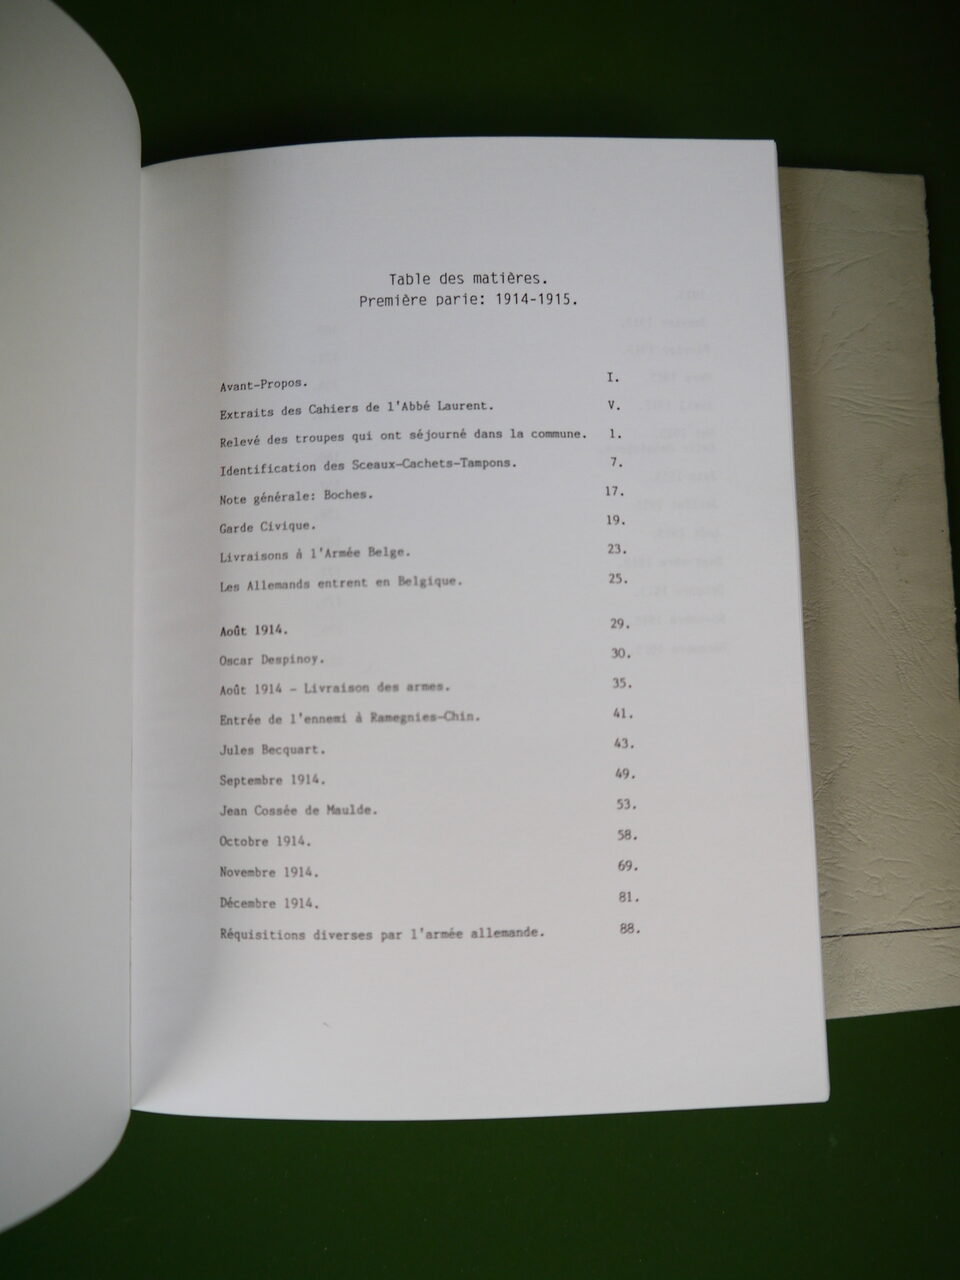 Table des matières.
Première parie: 1914-1915.
Avant-Propos. I.
Extraits des Cahiers de l'Abbé Laurent. V.
Relevé des troupes qui ont séjourné dans la commune. 1.
Identification des Sceaux-Cachets-Tampons. 7.
Note générale: Boches. 17.
Garde Civique. 19.
Livraisons à l'Armée Belge. 23.
Les Allemands entrent en Belgique. 25.
Août 1914. 29.
Oscar Despinoy. 30.
Août 1914 - Livraison des armes. 35.
Entrée de l'ennemi à Ramegnies-Chin. 41.
Jules Becquart. 43.
Septembre 1914. 49.
Jean Cossée de Maulde. 53.
Octobre 1914. 58.
Novembre 1914. 69.
Décembre 1914. 81.
Réquisitions diverses par l'armée allemande. 88.